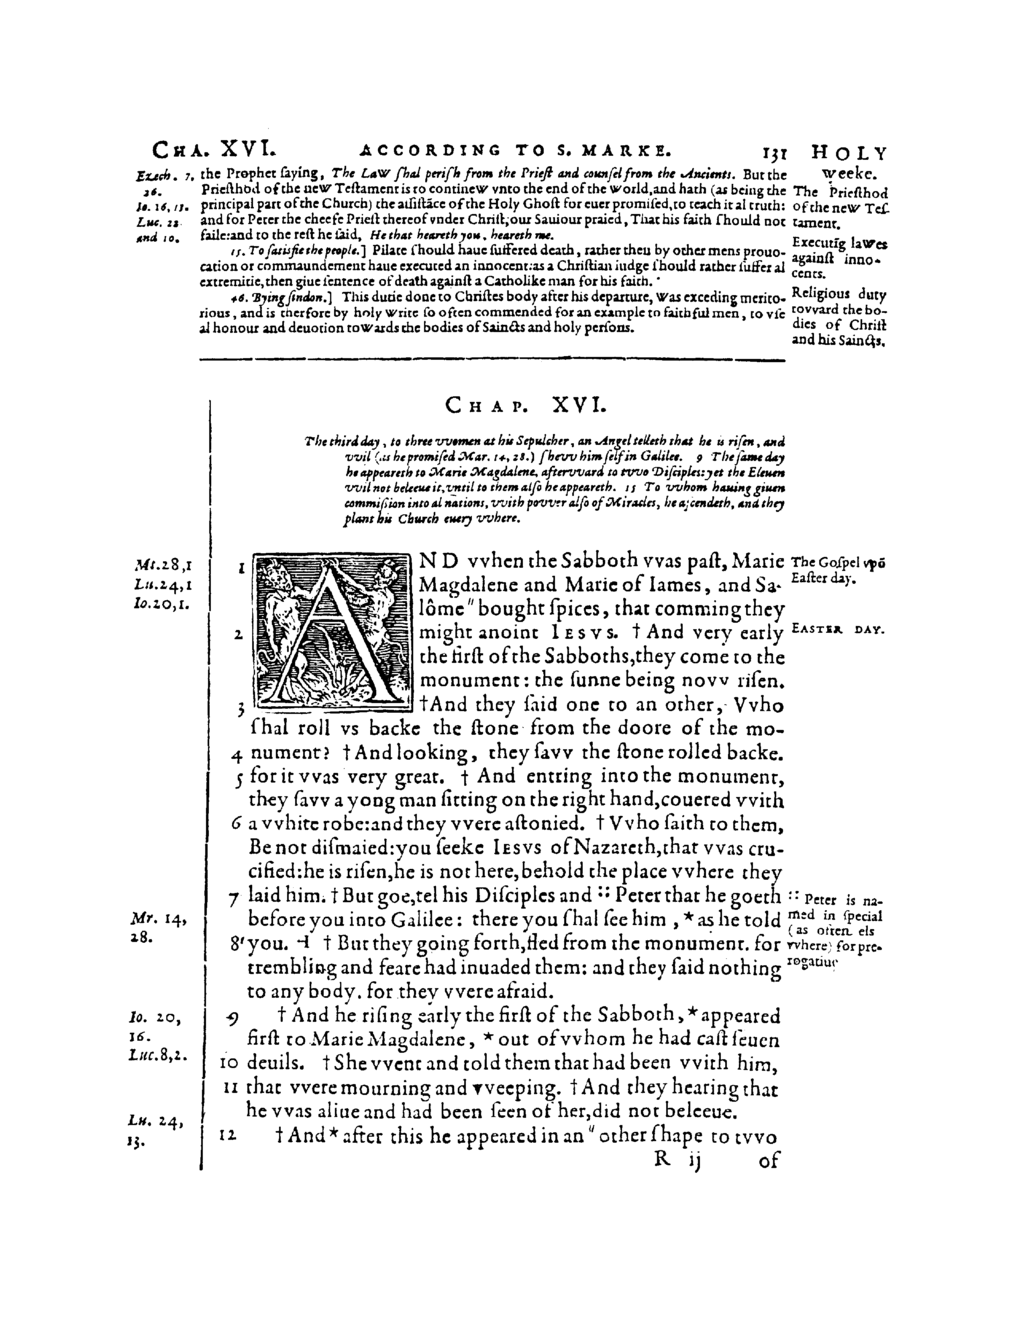 CHA. XVI. ACCORDING TO S. MARKE. 131 HOLY
weeke.
Ezech. 7,
26.
Io. 16, 13.
Luc. 22
and 10.
the Prophet ſaying, The Law ſhal periſh from the Prieſt and counſel from the Ancients. But the
Prieſthod of the new Teſtament is to continew vnto the end of the world, and hath (as being the
principal part of the Church) the aſſiſtãce of the Holy Ghoſt for euer promiſed, to teach it al truth:
and for Peter the cheefe Prieſt thereof vnder Chriſt, our Sauiour praied, That his faith ſhould not
faile: and to the reſt he ſaid, He that heareth you, heareth me.
15. To ſatisfie the people.] Pilate ſhould haue ſuffered death, rather then by other mens prouo-
cation or commaundement haue executed an innocent: as a Chriſtian iudge ſhould rather ſuffer al
extremitie, then giue ſentence of death againſt a Catholike man for his faith.
46. Bying ſindon.] This dutie done to Chriſtes body after his departure, was exceding merito-
rious, and is therfore by holy write ſo often commended for an example to faithful men, to vſe
al honour and deuotion towards the bodies of Sainćts and holy perſons.
The Prieſthod
of the new Teſ-
tament.
Executĩg lawes
againſt inno-
cents.
Religious duty
tovvard the bo-
dies of Chriſt
and his Sainćts.
CHAP. XVI.
The third day, to three vvomen at his Sepulcher, an Angel telleth that he is riſen, and
vvil (as he promiſed Mar. 14, 28.) ſhevv him ſelf in Galilee. 9 The ſame day
he appeareth to Marie Magdalene, aftervvard to tvvo Diſciples: yet the Eleuen
vvil not beleeue it, vntil to them alſo he appeareth. 15 To vvhom hauing giuen
commiſſion into al nations, vvith povver alſo of Miracles, he aſcendeth, and they
plant his Church euery vvhere.
Mt. 28,1
Lu. 24,1
Io. 20,1.
1 AND vvhen the Sabboth vvas paſt, Marie
Magdalene and Marie of Iames, and Sa-
lôme " bought ſpices, that comming they
2 might anoint IESVS. † And very early
the firſt of the Sabboths, they come to the
monument: the ſunne being novv riſen.
3 † And they ſaid one to an other, Vvho
ſhal roll vs backe the ſtone from the doore of the mo-
4 nument? † And looking, they ſavv the ſtone rolled backe.
5 for it vvas very great. † And entring into the monument,
they ſavv a yong man ſitting on the right hand, couered vvith
6 a vvhite robe: and they vvere aſtonied. † Vvho ſaith to them,
Be not diſmaied: you ſeeke IESVS of Nazareth, that vvas cru-
cified: he is riſen, he is not here, behold the place vvhere they
7 laid him. † But goe, tel his Diſciples and :: Peter that he goeth
before you into Galilee: there you ſhal ſee him, * as he told
8 you. ⊣ † But they going forth, fled from the monument. for
trembling and feare had inuaded them: and they ſaid nothing
to any body. for they vvere afraid.
9 † And he riſing early the firſt of the Sabboth, * appeared
firſt to Marie Magdalene, * out of vvhom he had caſt ſeuen
10 deuils. † She vvent and told them that had been vvith him,
11 that vvere mourning and vveeping. † And they hearing that
he vvas aliue and had been ſeen of her, did not beleeue.
12 † And * after this he appeared in an " other ſhape to tvvo
R ij of
The Goſpel vpõ
Eaſter day.
EASTER DAY.
:: Peter is na-
med in ſpecial
(as often els
vvhere) for pre-
rogatiue
Mr. 14,
28.
Io. 20,
16.
Luc. 8,2.
Lu. 24,
13.